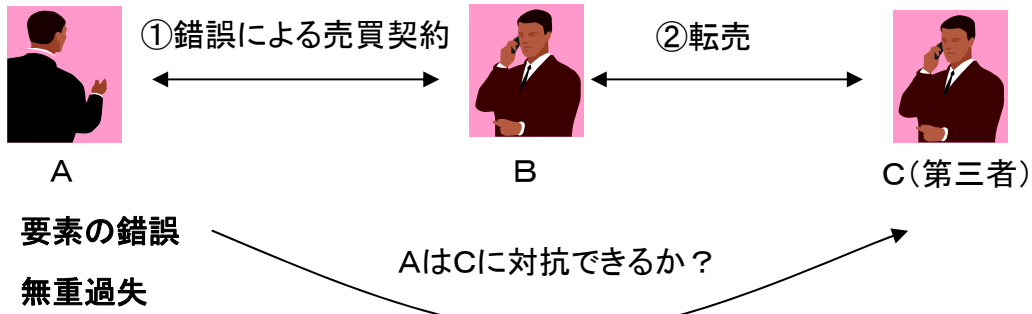 ①錯誤による売買契約
②転売
A
B
C(第三者)
要素の錯誤
AはCに対抗できるか?
無重過失